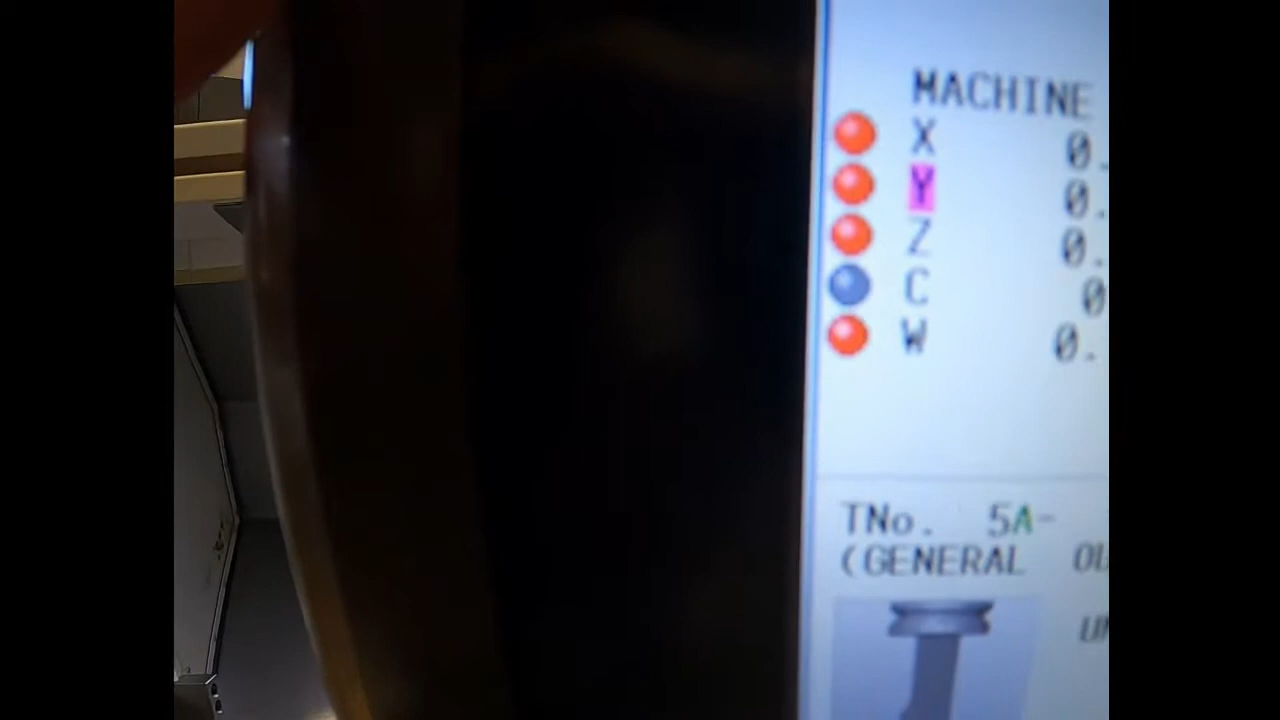 MACHINE
X 0.
Y 0.
Z 0.
C 0
W 0.
TNo. 5A-
(GENERAL